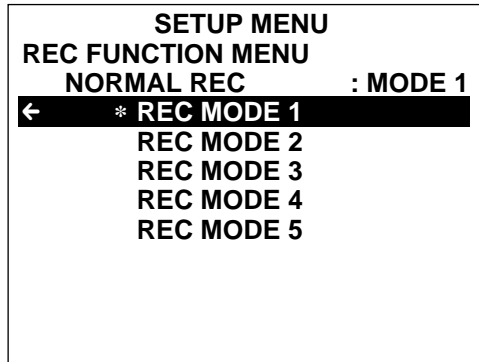 SETUP MENU
REC FUNCTION MENU
NORMAL REC : MODE 1
← * REC MODE 1
REC MODE 2
REC MODE 3
REC MODE 4
REC MODE 5